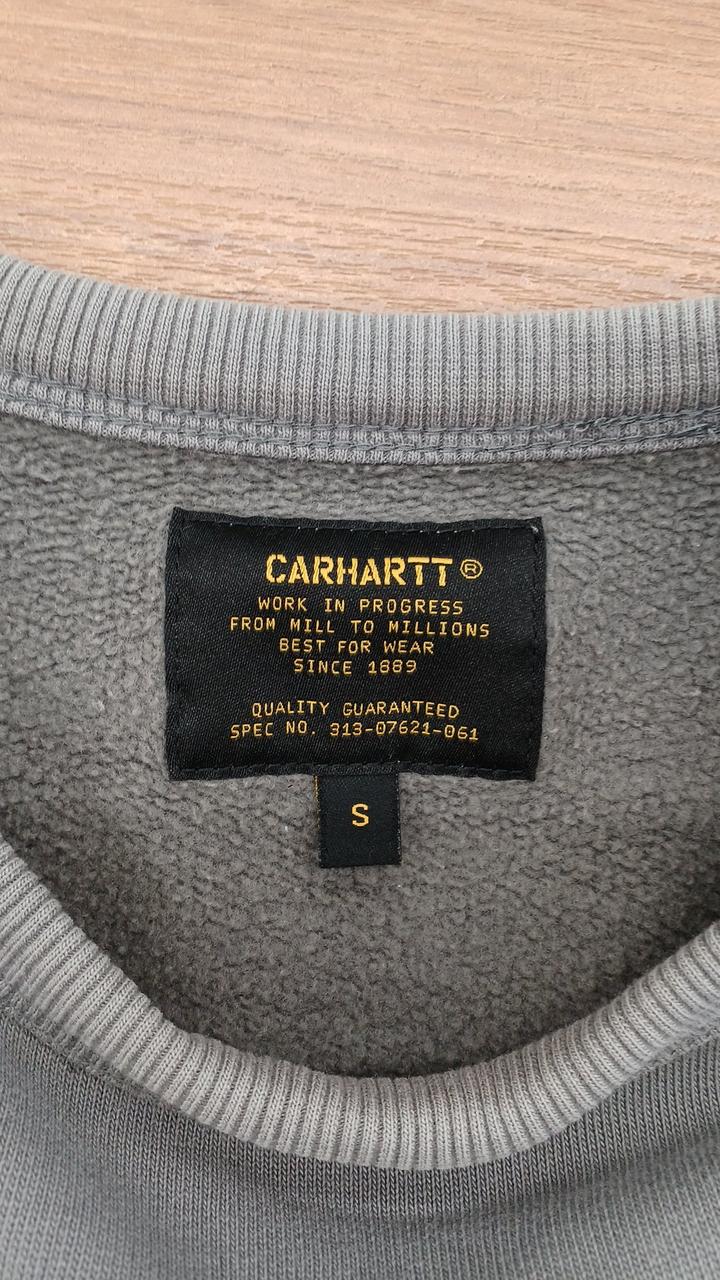 CARHARTT®
WORK IN PROGRESS
FROM MILL TO MILLIONS
BEST FOR WEAR
SINCE 1889
QUALITY GUARANTEED
SPEC NO. 313-07621-061
S